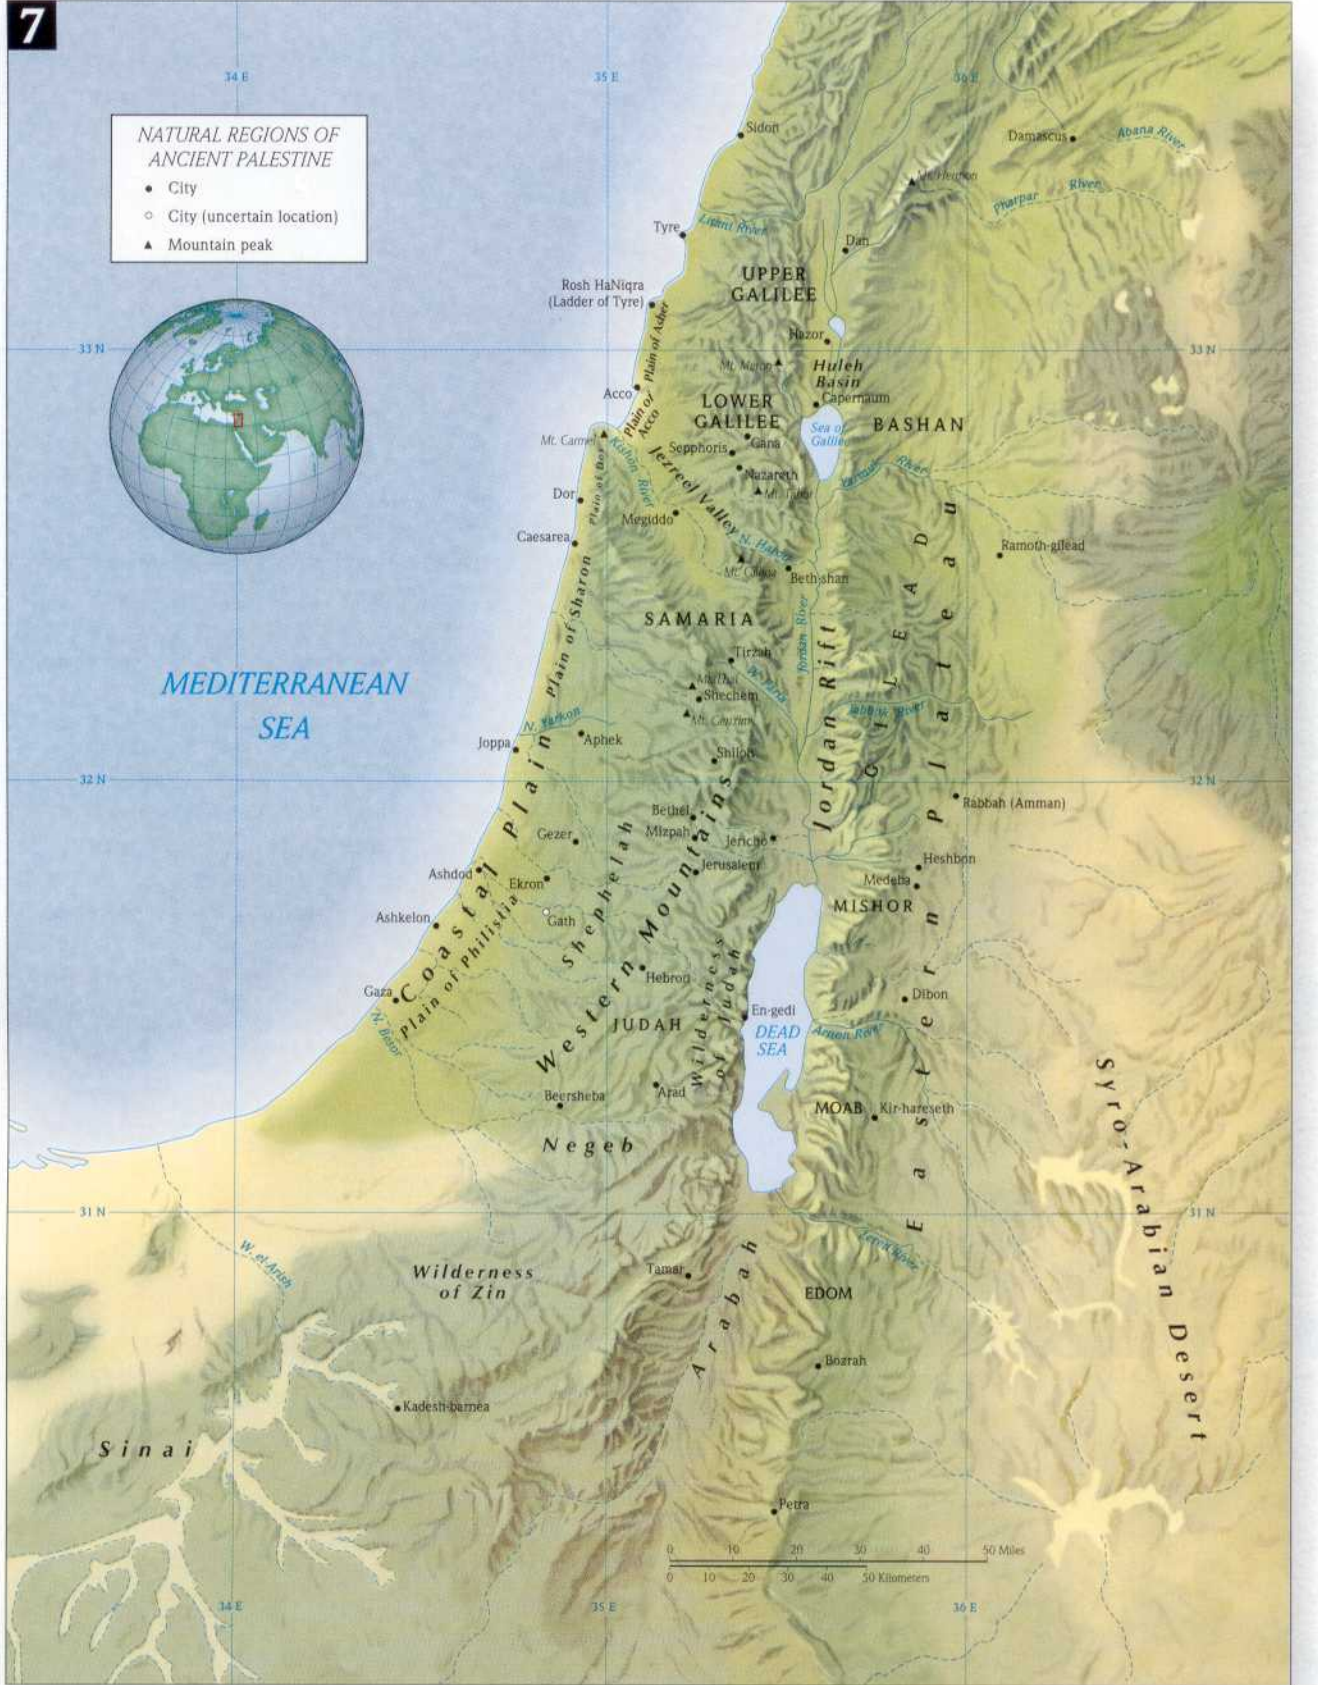 7
34 E
35 E
36 E
NATURAL REGIONS OF
ANCIENT PALESTINE
City
City (uncertain location)
Mountain peak
Sidon
Damascus
Abana River
Mt. Hermon
Pharpar River
Tyre
Litani River
Dan
UPPER
GALILEE
Rosh HaNiqra
(Ladder of Tyre)
Plain of Asher
Hazor
33 N
33 N
Mt. Meron
Huleh
Basin
Acco
Plain of
Acco
LOWER
GALILEE
Capernaum
Sea of
Galilee
BASHAN
Mt. Carmel
Kishon River
Cana
Sepphoris
Jezreel Valley
Nazareth
Mt. Tabor
Yarmuk River
Plain of Dor
Dor
Megiddo
Caesarea
N. Harod
Ramoth-gilead
Beth-shan
Plain of Sharon
SAMARIA
Jordan River
GILEAD
Tirzah
W. Faria
MEDITERRANEAN
SEA
Shechem
Mt. Gerizim
Jordan Rift
Jabbok River
N. Yarkon
Joppa
Aphek
Shiloh
32 N
32 N
Rabbah (Amman)
Bethel
Mizpah
Gezer
Jericho
Jerusalem
Heshbon
Medeba
MISHOR
Coastal Plain
Ashdod
Ekron
Shephelah
Western Mountains
Ashkelon
Gath
Plain of Philistia
Hebron
Wilderness
of Judah
Gaza
N. Besor
JUDAH
En-gedi
DEAD
SEA
Dibon
Arnon River
Eastern Plateau
Beersheba
Arad
MOAB
Kir-hareseth
Negeb
Syro-Arabian Desert
31 N
31 N
W. el-Arish
Zered River
Wilderness
of Zin
Tamar
Arabah
EDOM
Bozrah
Kadesh-barnea
Sinai
Petra
0 10 20 30 40 50 Miles
0 10 20 30 40 50 Kilometers
34 E
35 E
36 E